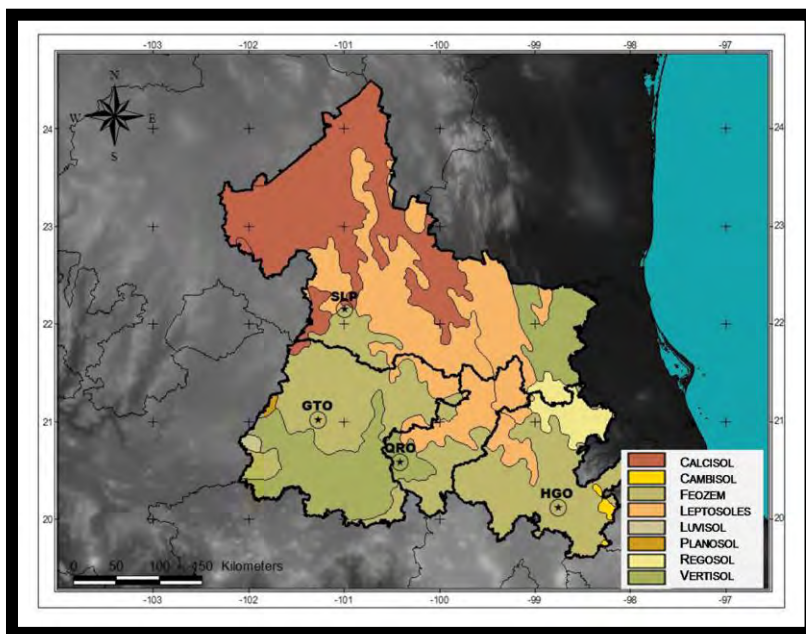 -103 -102 -101 -100 -99 -98 -97
N
W E
S
24 24
23 23
SLP
22 22
GTO
21 21
QRO
HGO
20 20
CALCISOL
CAMBISOL
FEOZEM
LEPTOSOLES
LUVISOL
PLANOSOL
REGOSOL
VERTISOL
0 50 100 150 Kilometers
-103 -102 -101 -100 -99 -98 -97